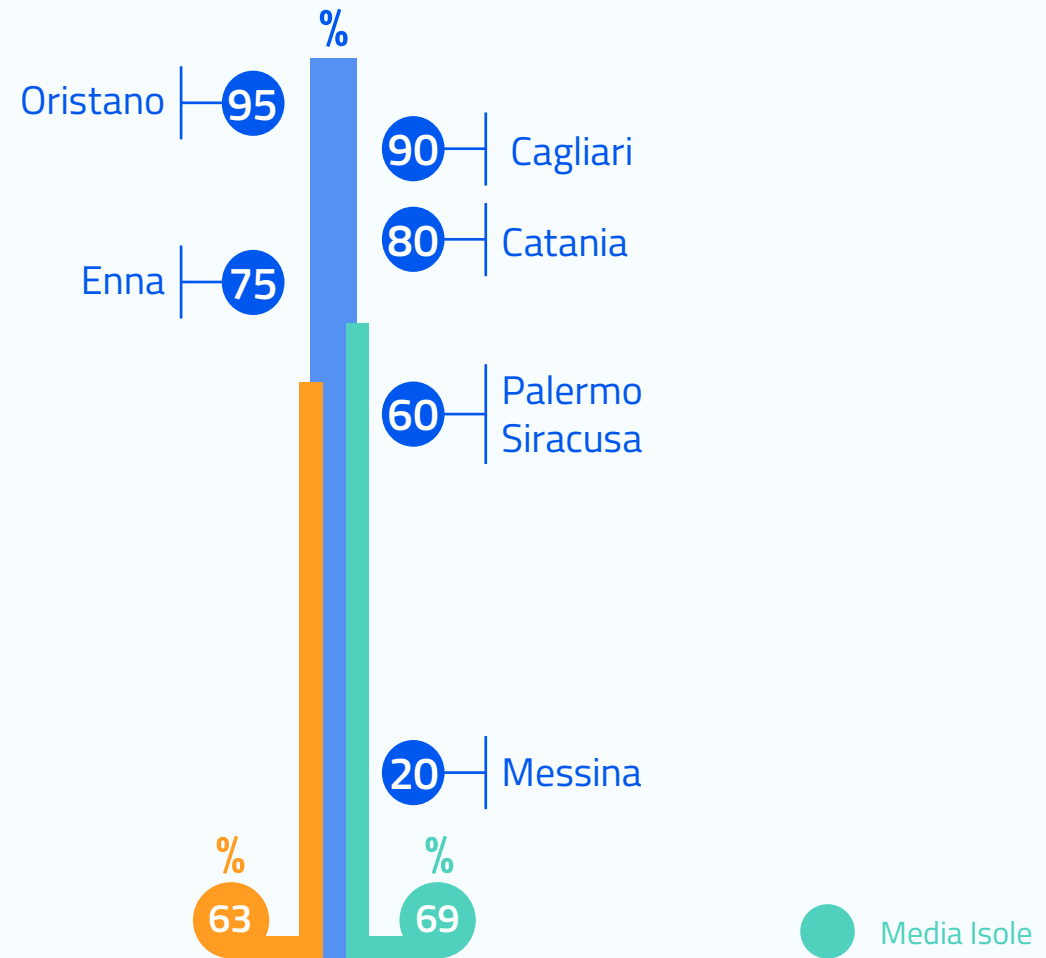 %
Oristano 95
90 Cagliari
80 Catania
Enna 75
60 Palermo
Siracusa
20 Messina
% %
63 69
Media Isole